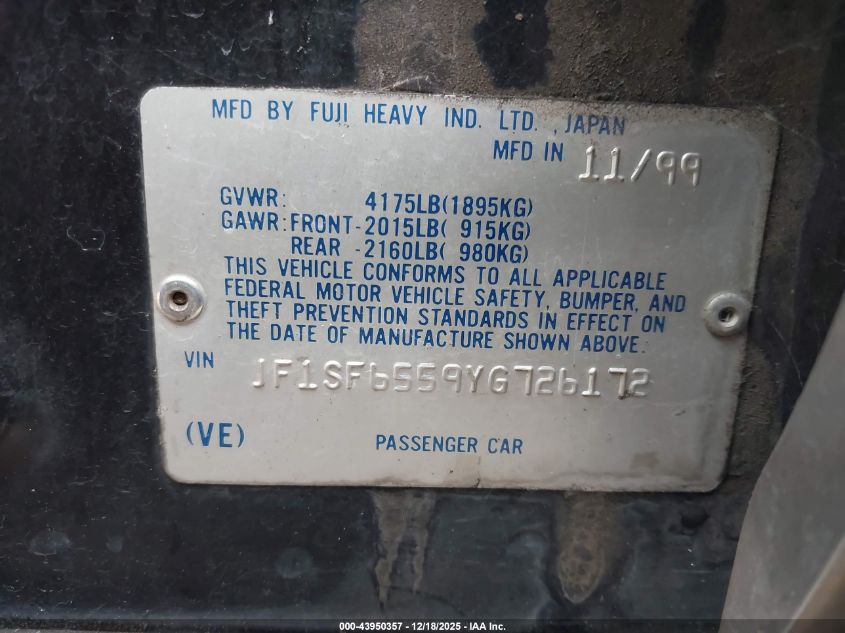 MFD BY FUJI HEAVY IND. LTD. , JAPAN
MFD IN 11/99
GVWR: 4175LB(1895KG)
GAWR:FRONT-2015LB( 915KG)
REAR -2160LB( 980KG)
THIS VEHICLE CONFORMS TO ALL APPLICABLE
FEDERAL MOTOR VEHICLE SAFETY, BUMPER, AND
THEFT PREVENTION STANDARDS IN EFFECT ON
THE DATE OF MANUFACTURE SHOWN ABOVE.
VIN JF1SF6559YG726172
(VE) PASSENGER CAR
000-43950357 - 12/18/2025 - IAA Inc.